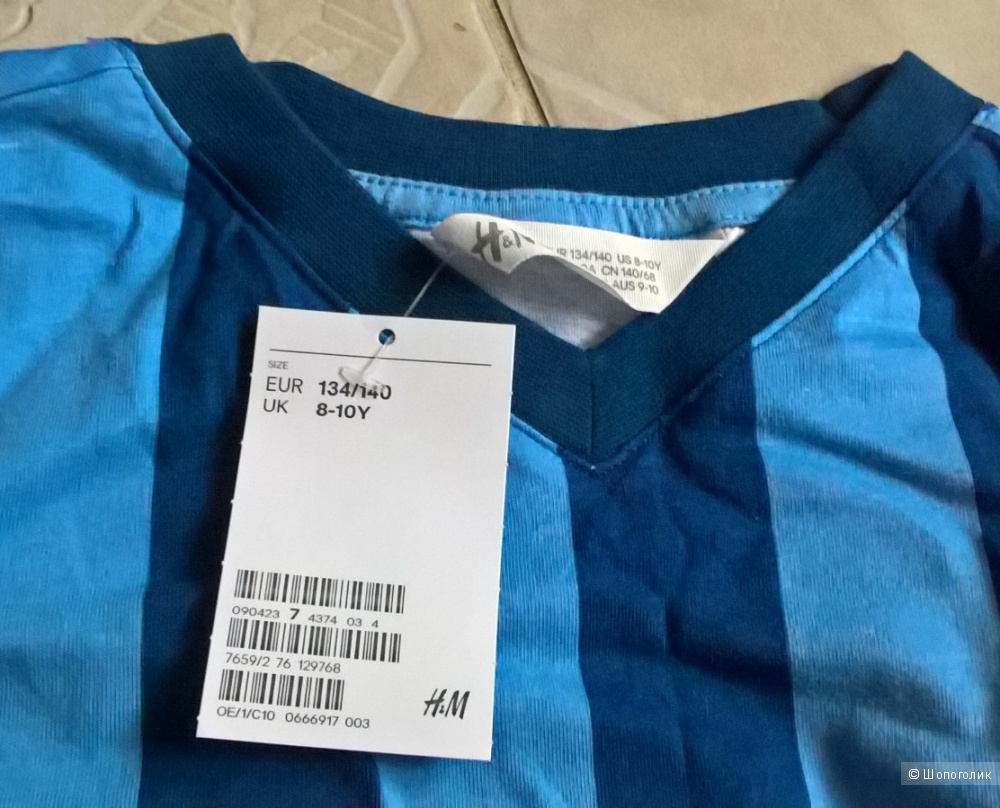 H&M
134/140 US 8-10Y
CN 140/68
AUS 9-10
SIZE
EUR 134/140
UK 8-10Y
090423 7 4374 03 4
7659/2 76 129768
OE/1/C10 0666917 003
H&M
© Шопоголик